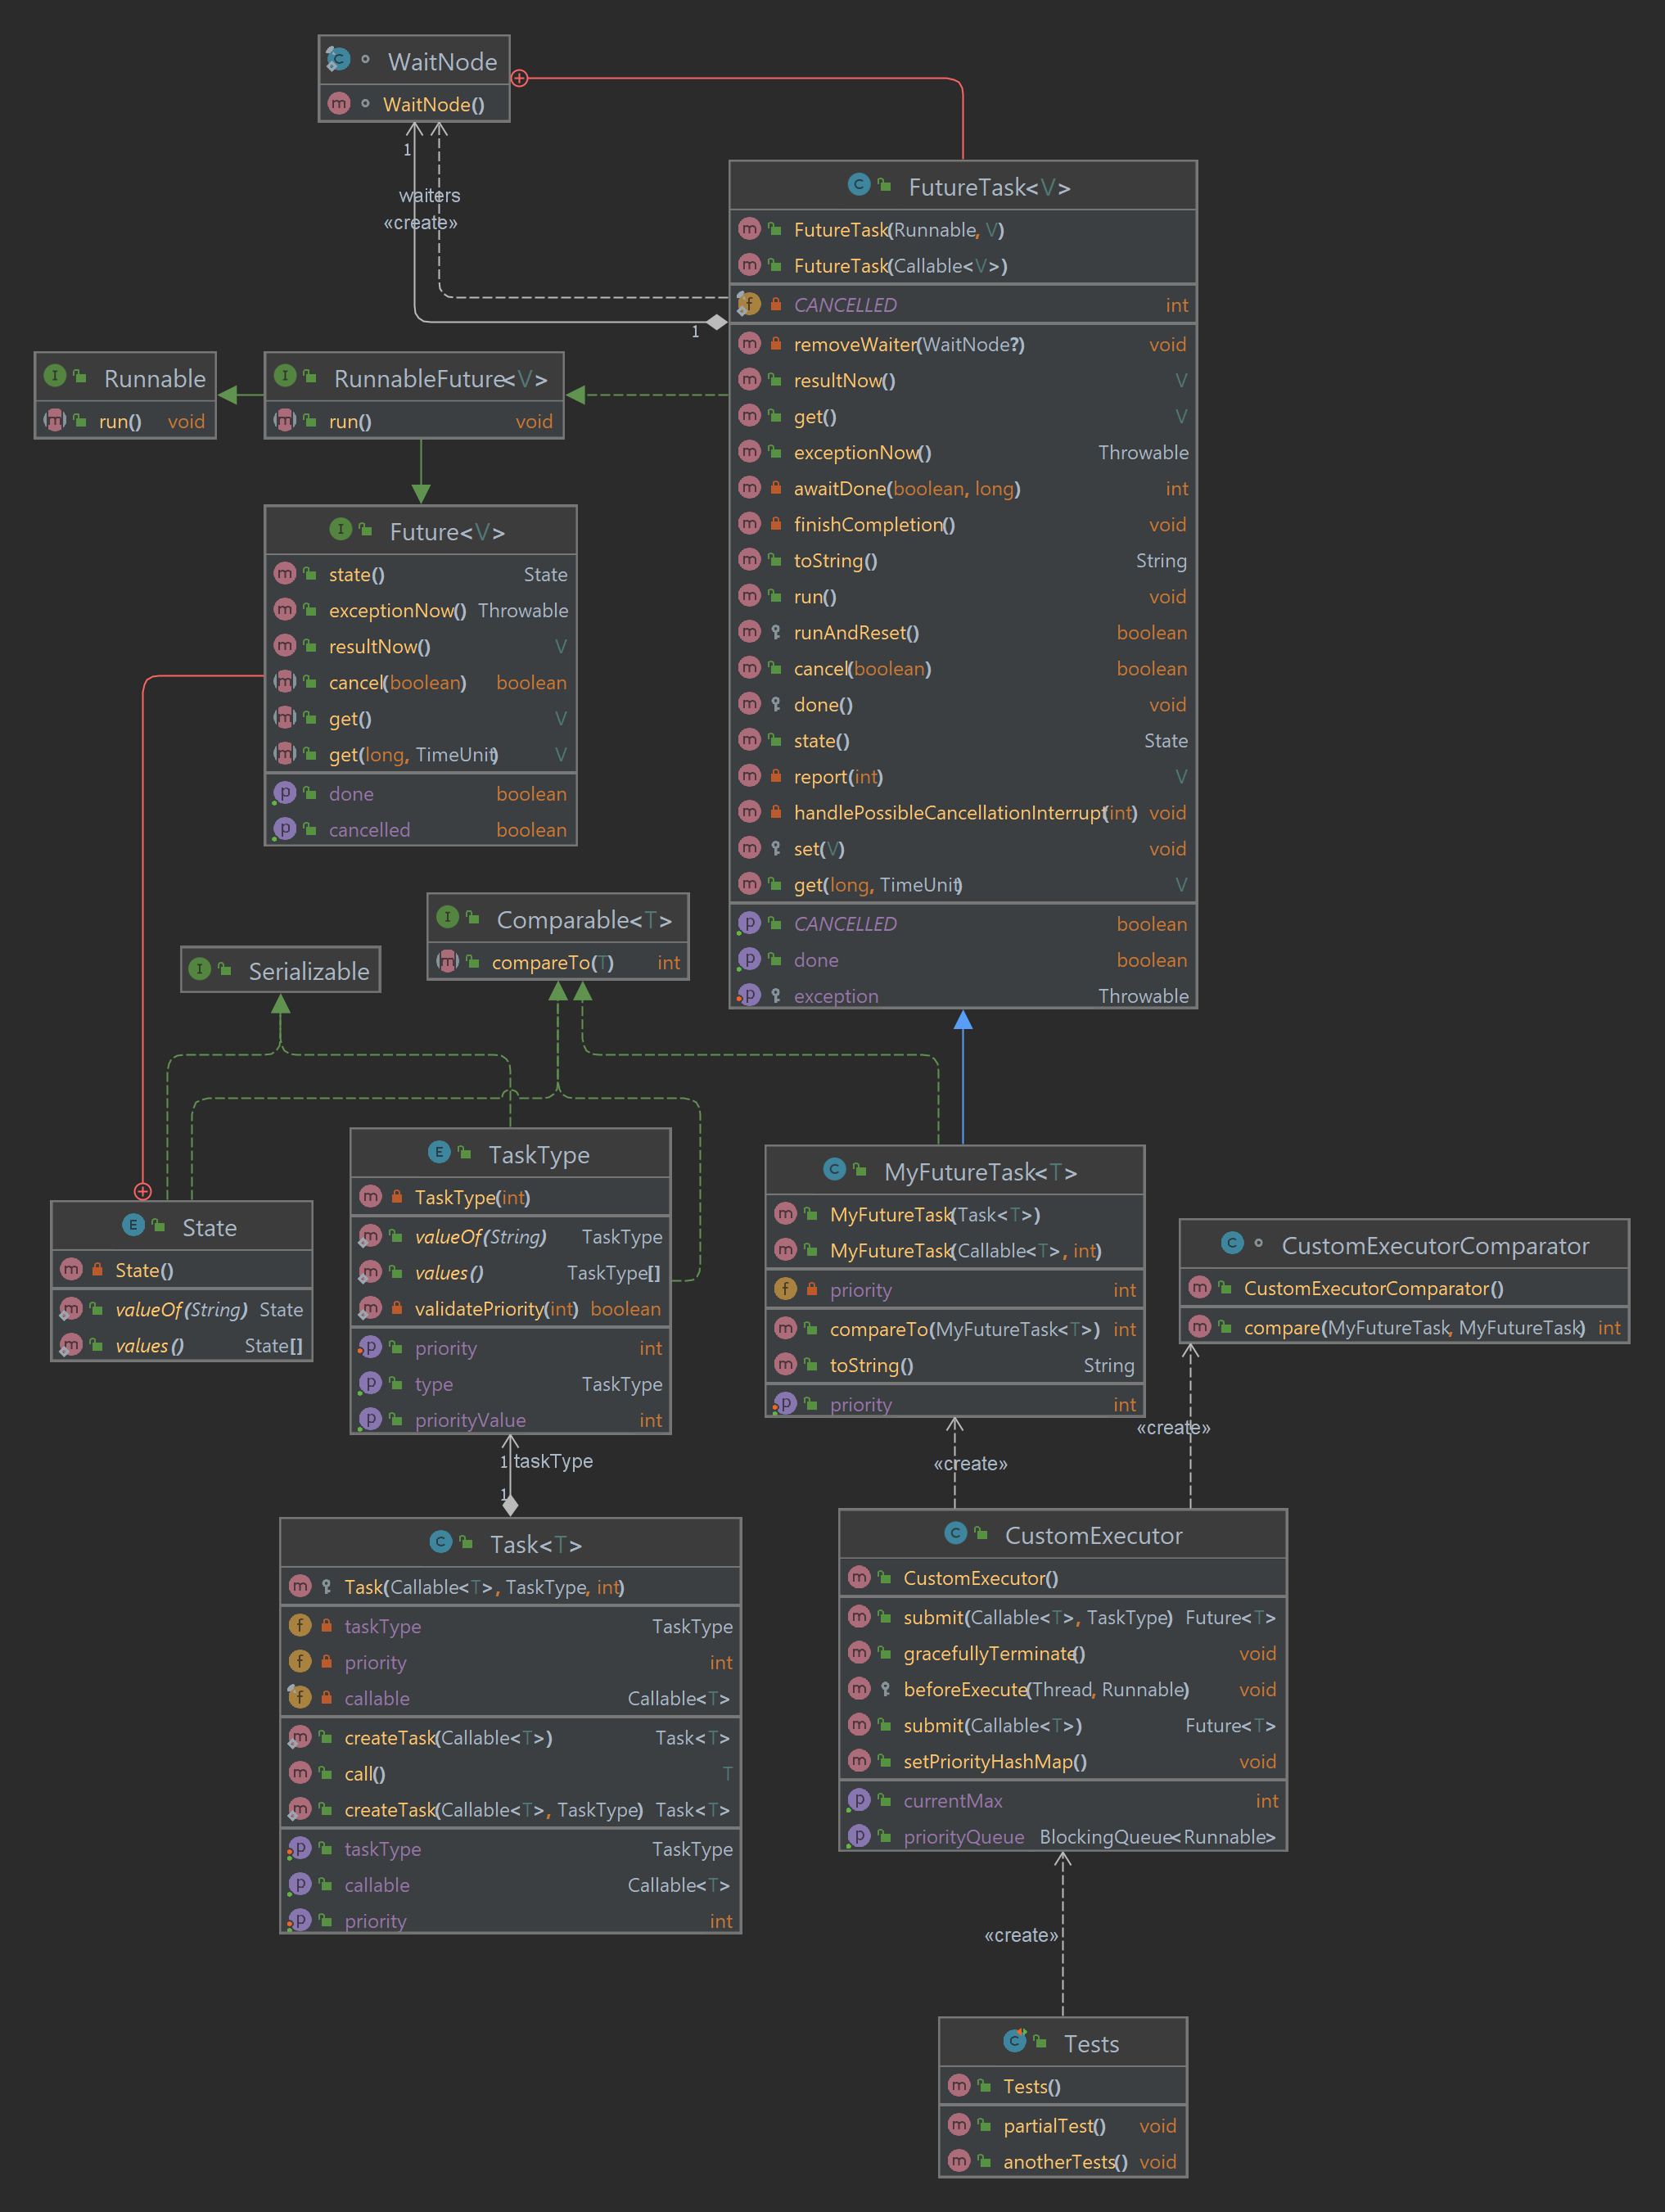 WaitNode
WaitNode()
1
waiters
«create»
1
FutureTask<V>
FutureTask(Runnable, V)
FutureTask(Callable<V>)
CANCELLED int
removeWaiter(WaitNode?) void
resultNow() V
get() V
exceptionNow() Throwable
awaitDone(boolean, long) int
finishCompletion() void
toString() String
run() void
runAndReset() boolean
cancel(boolean) boolean
done() void
state() State
report(int) V
handlePossibleCancellationInterrupt(int) void
set(V) void
get(long, TimeUnit) V
CANCELLED boolean
done boolean
exception Throwable
Runnable
run() void
RunnableFuture<V>
run() void
Future<V>
state() State
exceptionNow() Throwable
resultNow() V
cancel(boolean) boolean
get() V
get(long, TimeUnit) V
done boolean
cancelled boolean
Comparable<T>
compareTo(T) int
Serializable
TaskType
TaskType(int)
valueOf(String) TaskType
values() TaskType[]
validatePriority(int) boolean
priority int
type TaskType
priorityValue int
State
State()
valueOf(String) State
values() State[]
MyFutureTask<T>
MyFutureTask(Task<T>)
MyFutureTask(Callable<T>, int)
priority int
compareTo(MyFutureTask<T>) int
toString() String
priority int
CustomExecutorComparator
CustomExecutorComparator()
compare(MyFutureTask, MyFutureTask) int
1 taskType
1
«create»
«create»
Task<T>
Task(Callable<T>, TaskType, int)
taskType TaskType
priority int
callable Callable<T>
createTask(Callable<T>) Task<T>
call() T
createTask(Callable<T>, TaskType) Task<T>
taskType TaskType
callable Callable<T>
priority int
CustomExecutor
CustomExecutor()
submit(Callable<T>, TaskType) Future<T>
gracefullyTerminate() void
beforeExecute(Thread, Runnable) void
submit(Callable<T>) Future<T>
setPriorityHashMap() void
currentMax int
priorityQueue BlockingQueue<Runnable>
«create»
Tests
Tests()
partialTest() void
anotherTests() void